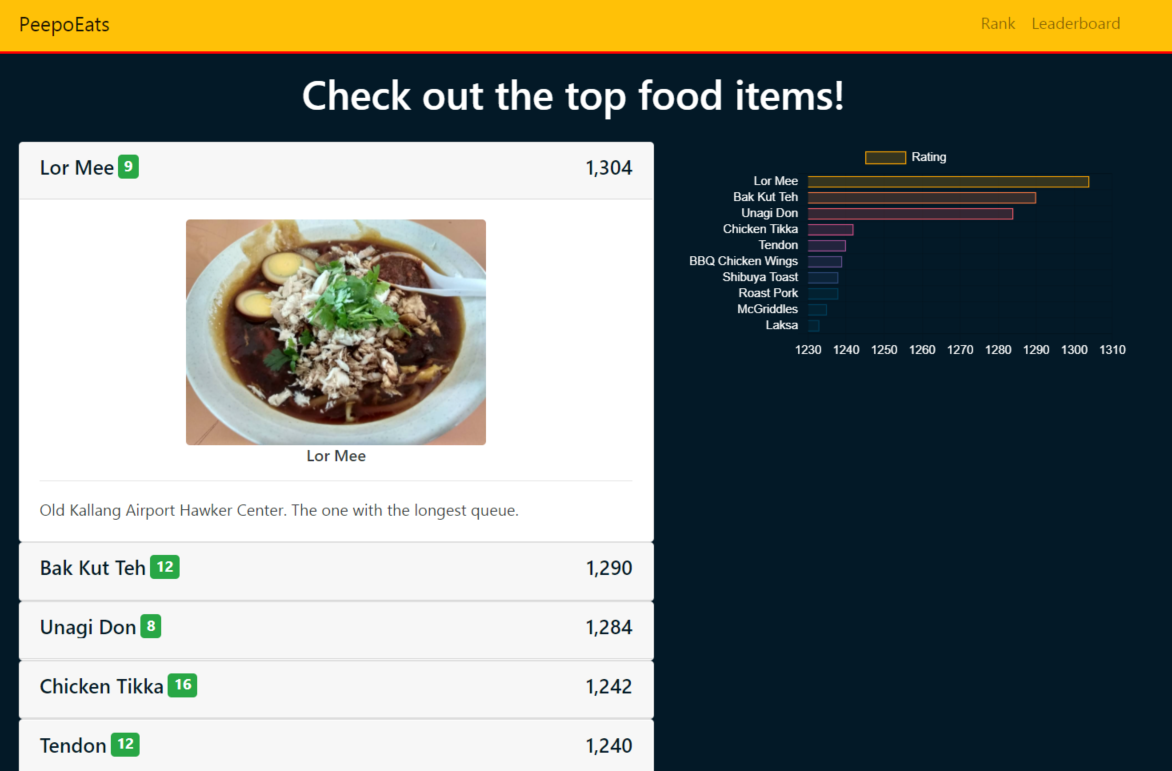 PeepoEats
Rank Leaderboard
Check out the top food items!
Lor Mee 9 1,304
Lor Mee
Old Kallang Airport Hawker Center. The one with the longest queue.
Bak Kut Teh 12 1,290
Unagi Don 8 1,284
Chicken Tikka 16 1,242
Tendon 12 1,240
Rating
Lor Mee
Bak Kut Teh
Unagi Don
Chicken Tikka
Tendon
BBQ Chicken Wings
Shibuya Toast
Roast Pork
McGriddles
Laksa
1230 1240 1250 1260 1270 1280 1290 1300 1310